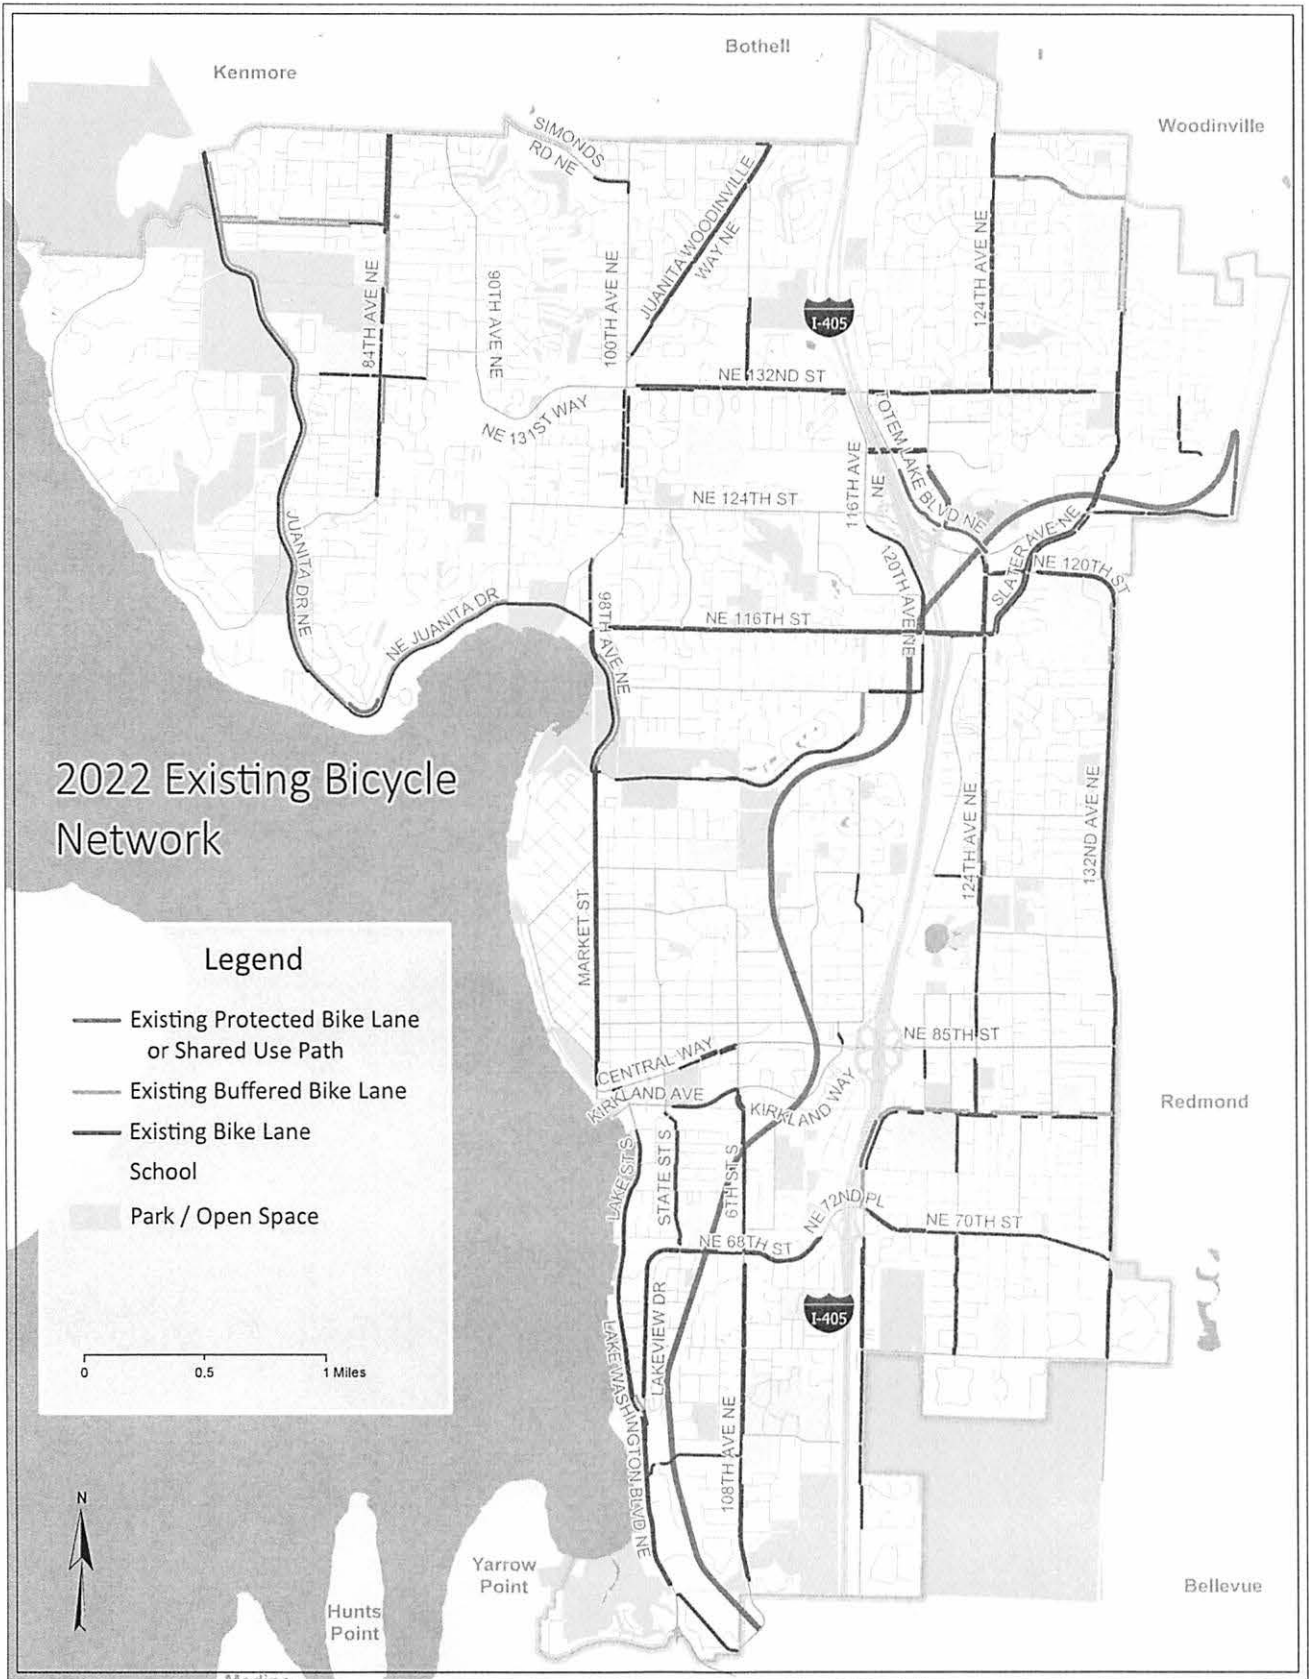 Bothell
Kenmore
Woodinville
SIMONDS
RD NE
JUANITA WOODINVILLE
WAY NE
84TH AVE NE
90TH AVE NE
100TH AVE NE
124TH AVE NE
I-405
NE 132ND ST
NE 131ST WAY
TOTEM LAKE BLVD NE
116TH AVE
NE
NE 124TH ST
JUANITA DR NE
NE JUANITA DR
98TH AVE NE
120TH AVE NE
SLATER AVE NE
NE 120TH ST
NE 116TH ST
2022 Existing Bicycle
Network
124TH AVE NE
132ND AVE NE
MARKET ST
Legend
Existing Protected Bike Lane
or Shared Use Path
Existing Buffered Bike Lane
Existing Bike Lane
School
Park / Open Space
0 0.5 1 Miles
NE 85TH ST
CENTRAL WAY
KIRKLAND AVE
KIRKLAND WAY
Redmond
LAKE ST S
STATE ST S
6TH ST S
NE 72ND PL
NE 70TH ST
NE 68TH ST
I-405
LAKEVIEW DR
LAKE WASHINGTON BLVD NE
108TH AVE NE
N
Yarrow
Point
Hunts
Point
Bellevue